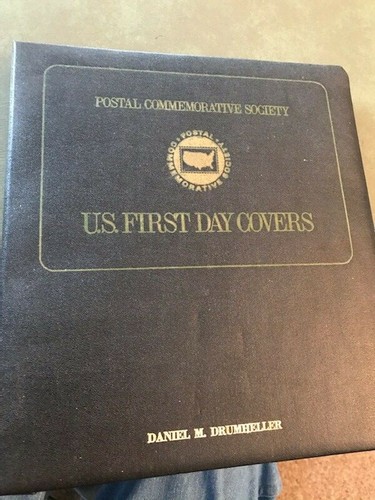 POSTAL COMMEMORATIVE SOCIETY
POSTAL
COMMEMORATIVE SOCIETY
U.S. FIRST DAY COVERS
DANIEL M. DRUMHELLER